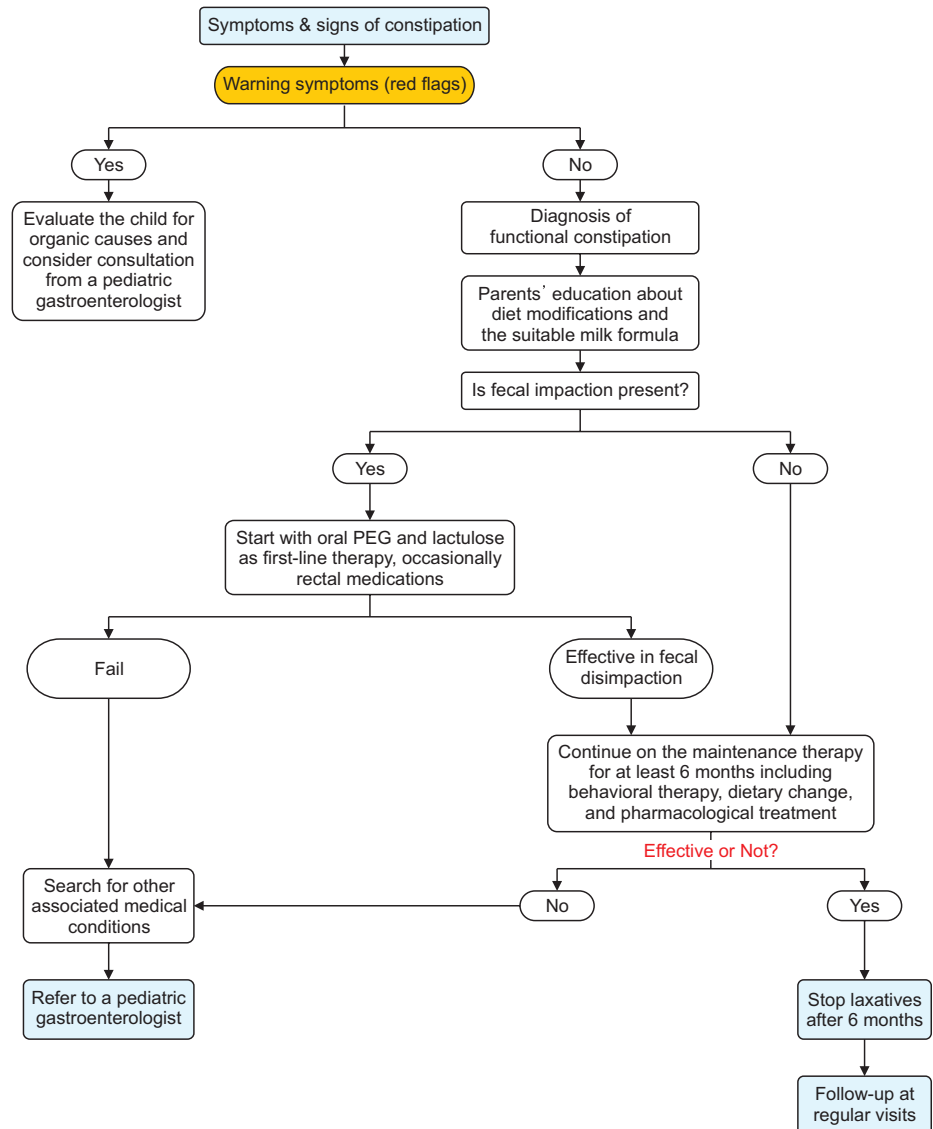 Symptoms & signs of constipation
Warning symptoms (red flags)
Yes
No
Evaluate the child for
organic causes and
consider consultation
from a pediatric
gastroenterologist
Diagnosis of
functional constipation
Parents’ education about
diet modifications and
the suitable milk formula
Is fecal impaction present?
Yes
No
Start with oral PEG and lactulose
as first-line therapy, occasionally
rectal medications
Fail
Effective in fecal
disimpaction
Continue on the maintenance therapy
for at least 6 months including
behavioral therapy, dietary change,
and pharmacological treatment
Effective or Not?
No
Yes
Search for other
associated medical
conditions
Refer to a pediatric
gastroenterologist
Stop laxatives
after 6 months
Follow-up at
regular visits